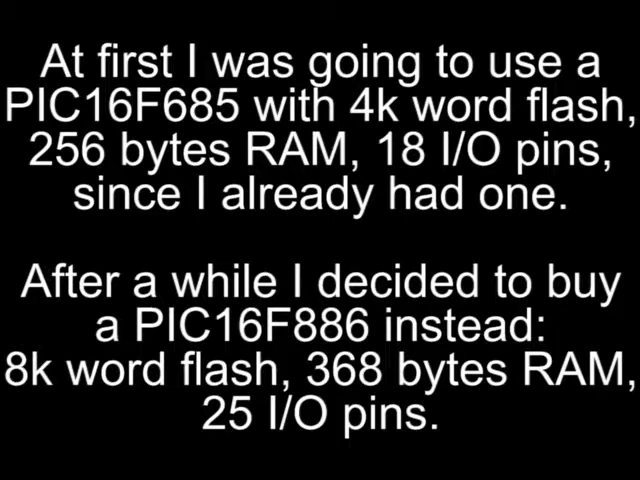 At first I was going to use a
PIC16F685 with 4k word flash,
256 bytes RAM, 18 I/O pins,
since I already had one.
After a while I decided to buy
a PIC16F886 instead:
8k word flash, 368 bytes RAM,
25 I/O pins.